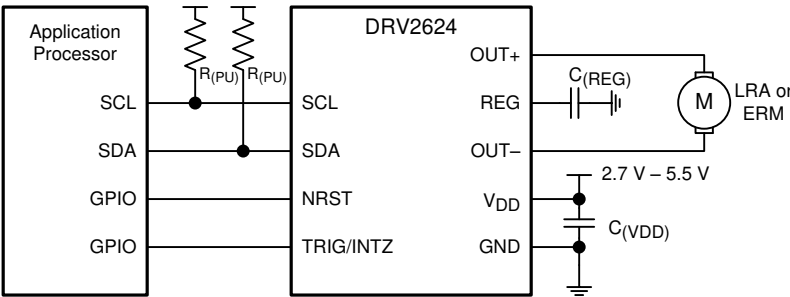 Application
Processor
SCL
SDA
GPIO
GPIO
R(PU)
R(PU)
DRV2624
SCL
SDA
NRST
TRIG/INTZ
OUT+
REG
OUT–
VDD
GND
C(REG)
M
LRA or
ERM
2.7 V – 5.5 V
C(VDD)